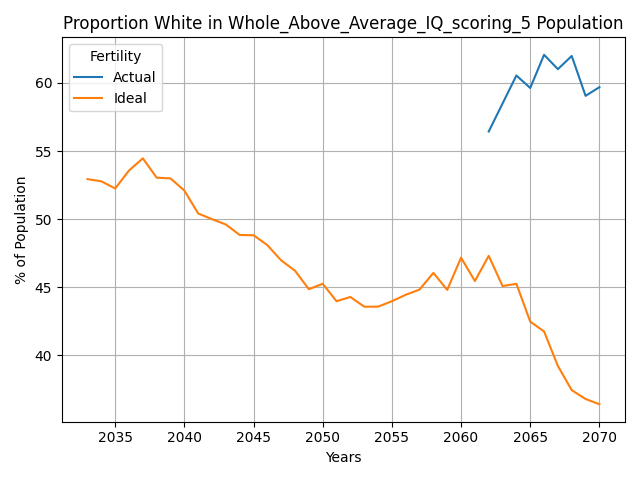 Proportion White in Whole_Above_Average_IQ_scoring_5 Population
Fertility
Actual
Ideal
% of Population
60
55
50
45
40
2035 2040 2045 2050 2055 2060 2065 2070
Years